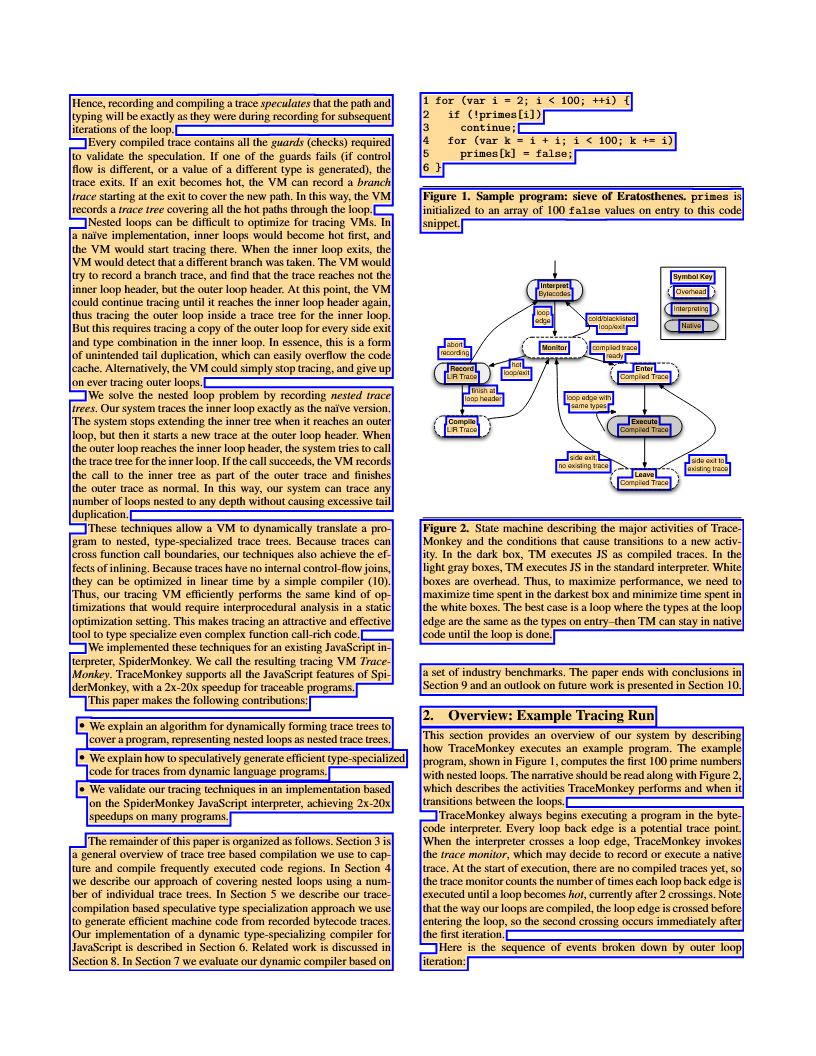 Hence, recording and compiling a trace speculates that the path and
typing will be exactly as they were during recording for subsequent
iterations of the loop.
Every compiled trace contains all the guards (checks) required
to validate the speculation. If one of the guards fails (if control
flow is different, or a value of a different type is generated), the
trace exits. If an exit becomes hot, the VM can record a branch
trace starting at the exit to cover the new path. In this way, the VM
records a trace tree covering all the hot paths through the loop.
Nested loops can be difficult to optimize for tracing VMs. In
a naïve implementation, inner loops would become hot first, and
the VM would start tracing there. When the inner loop exits, the
VM would detect that a different branch was taken. The VM would
try to record a branch trace, and find that the trace reaches not the
inner loop header, but the outer loop header. At this point, the VM
could continue tracing until it reaches the inner loop header again,
thus tracing the outer loop inside a trace tree for the inner loop.
But this requires tracing a copy of the outer loop for every side exit
and type combination in the inner loop. In essence, this is a form
of unintended tail duplication, which can easily overflow the code
cache. Alternatively, the VM could simply stop tracing, and give up
on ever tracing outer loops.
We solve the nested loop problem by recording nested trace
trees. Our system traces the inner loop exactly as the naïve version.
The system stops extending the inner tree when it reaches an outer
loop, but then it starts a new trace at the outer loop header. When
the outer loop reaches the inner loop header, the system tries to call
the trace tree for the inner loop. If the call succeeds, the VM records
the call to the inner tree as part of the outer trace and finishes
the outer trace as normal. In this way, our system can trace any
number of loops nested to any depth without causing excessive tail
duplication.
These techniques allow a VM to dynamically translate a pro-
gram to nested, type-specialized trace trees. Because traces can
cross function call boundaries, our techniques also achieve the ef-
fects of inlining. Because traces have no internal control-flow joins,
they can be optimized in linear time by a simple compiler (10).
Thus, our tracing VM efficiently performs the same kind of op-
timizations that would require interprocedural analysis in a static
optimization setting. This makes tracing an attractive and effective
tool to type specialize even complex function call-rich code.
We implemented these techniques for an existing JavaScript in-
terpreter, SpiderMonkey. We call the resulting tracing VM Trace-
Monkey. TraceMonkey supports all the JavaScript features of Spi-
derMonkey, with a 2x-20x speedup for traceable programs.
This paper makes the following contributions:
• We explain an algorithm for dynamically forming trace trees to
cover a program, representing nested loops as nested trace trees.
• We explain how to speculatively generate efficient type-specialized
code for traces from dynamic language programs.
• We validate our tracing techniques in an implementation based
on the SpiderMonkey JavaScript interpreter, achieving 2x-20x
speedups on many programs.
The remainder of this paper is organized as follows. Section 3 is
a general overview of trace tree based compilation we use to cap-
ture and compile frequently executed code regions. In Section 4
we describe our approach of covering nested loops using a num-
ber of individual trace trees. In Section 5 we describe our trace-
compilation based speculative type specialization approach we use
to generate efficient machine code from recorded bytecode traces.
Our implementation of a dynamic type-specializing compiler for
JavaScript is described in Section 6. Related work is discussed in
Section 8. In Section 7 we evaluate our dynamic compiler based on
1 for (var i = 2; i < 100; ++i) {
2   if (!primes[i])
3     continue;
4   for (var k = i + i; i < 100; k += i)
5     primes[k] = false;
6 }
Figure 1. Sample program: sieve of Eratosthenes. primes is
initialized to an array of 100 false values on entry to this code
snippet.
Interpret
Bytecodes
Symbol Key
Overhead
Interpreting
Native
loop
edge
cold/blacklisted
loop/exit
abort
recording
Monitor
compiled trace
ready
Record
LIR Trace
hot
loop/exit
Enter
Compiled Trace
finish at
loop header
loop edge with
same types
Compile
LIR Trace
Execute
Compiled Trace
side exit,
no existing trace
side exit to
existing trace
Leave
Compiled Trace
Figure 2. State machine describing the major activities of Trace-
Monkey and the conditions that cause transitions to a new activ-
ity. In the dark box, TM executes JS as compiled traces. In the
light gray boxes, TM executes JS in the standard interpreter. White
boxes are overhead. Thus, to maximize performance, we need to
maximize time spent in the darkest box and minimize time spent in
the white boxes. The best case is a loop where the types at the loop
edge are the same as the types on entry–then TM can stay in native
code until the loop is done.
a set of industry benchmarks. The paper ends with conclusions in
Section 9 and an outlook on future work is presented in Section 10.
2. Overview: Example Tracing Run
This section provides an overview of our system by describing
how TraceMonkey executes an example program. The example
program, shown in Figure 1, computes the first 100 prime numbers
with nested loops. The narrative should be read along with Figure 2,
which describes the activities TraceMonkey performs and when it
transitions between the loops.
TraceMonkey always begins executing a program in the byte-
code interpreter. Every loop back edge is a potential trace point.
When the interpreter crosses a loop edge, TraceMonkey invokes
the trace monitor, which may decide to record or execute a native
trace. At the start of execution, there are no compiled traces yet, so
the trace monitor counts the number of times each loop back edge is
executed until a loop becomes hot, currently after 2 crossings. Note
that the way our loops are compiled, the loop edge is crossed before
entering the loop, so the second crossing occurs immediately after
the first iteration.
Here is the sequence of events broken down by outer loop
iteration: